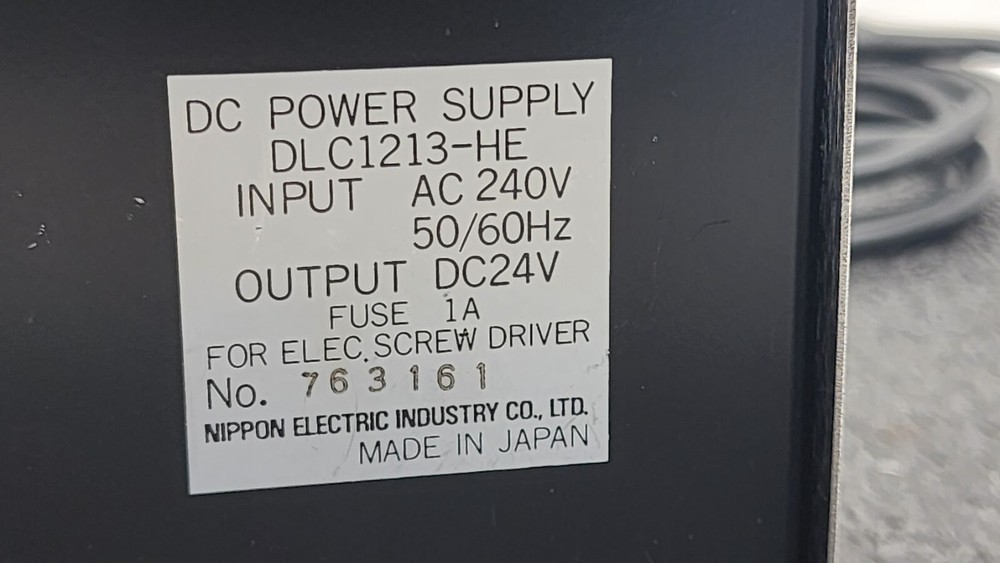 DC POWER SUPPLY
DLC1213-HE
INPUT AC 240V
50/60Hz
OUTPUT DC24V
FUSE 1A
FOR ELEC. SCREW DRIVER
No. 763161
NIPPON ELECTRIC INDUSTRY CO., LTD.
MADE IN JAPAN